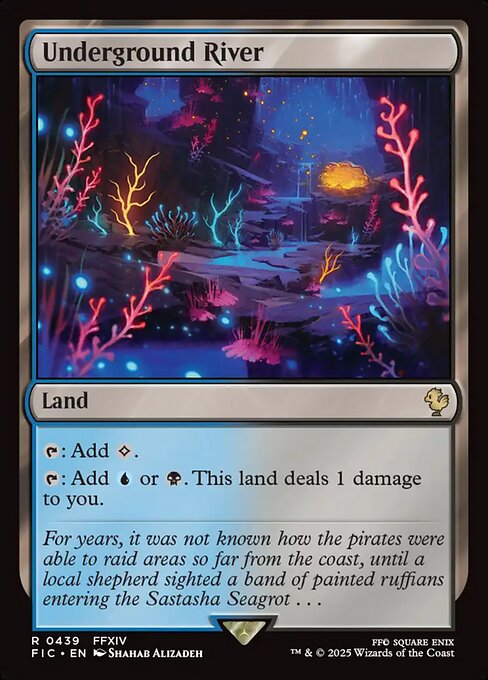 Underground River
Land
: Add .
: Add or . This land deals 1 damage
to you.
For years, it was not known how the pirates were
able to raid areas so far from the coast, until a
local shepherd sighted a band of painted ruffians
entering the Sastasha Seagrot . . .
R 0439 FFXIV
FIC • EN Shahab Alizadeh
FF© SQUARE ENIX
™ & © 2025 Wizards of the Coast